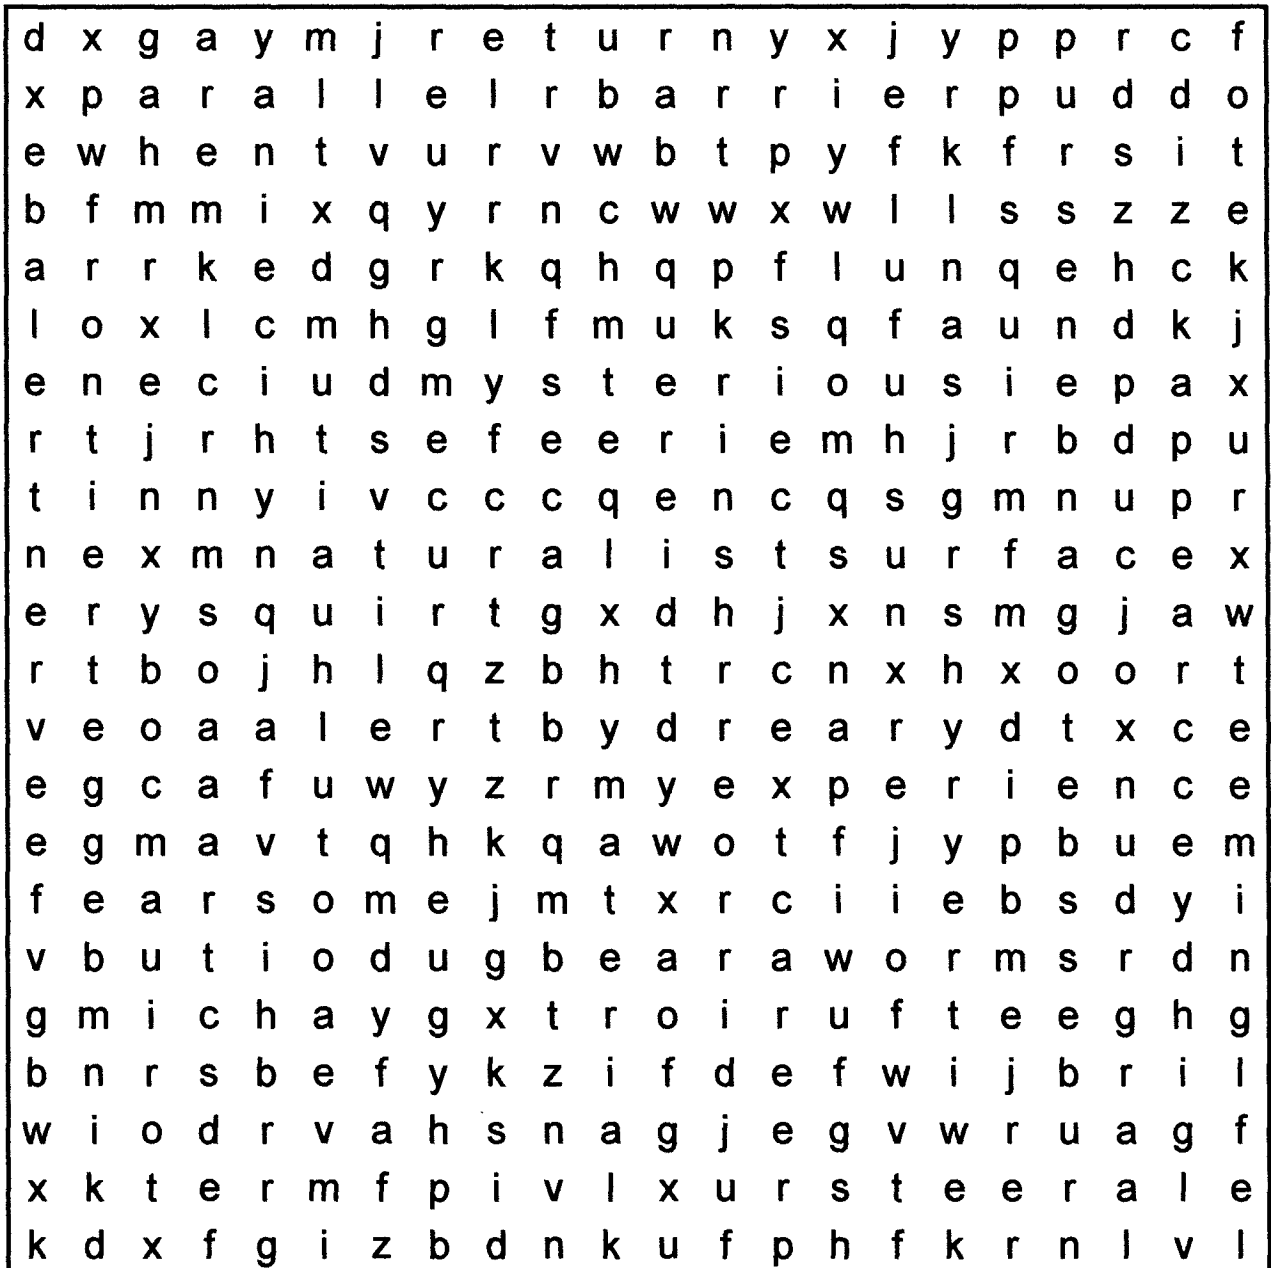 d x g a y m j r e t u r n y x j y p p r c f
x p a r a l l e l r b a r r i e r p u d d o
e w h e n t v u r v w b t p y f k f r s i t
b f m m i x q y r n c w w x w l l s s z z e
a r r k e d g r k q h q p f l u n q e h c k
l o x l c m h g l f m u k s q f a u n d k j
e n e c i u d m y s t e r i o u s i e p a x
r t j r h t s e f e e r i e m h j r b d p u
t i n n y i v c c c q e n c q s g m n u p r
n e x m n a t u r a l i s t s u r f a c e x
e r y s q u i r t g x d h j x n s m g j a w
r t b o j h l q z b h t r c n x h x o o r t
v e o a a l e r t b y d r e a r y d t x c e
e g c a f u w y z r m y e x p e r i e n c e
e g m a v t q h k q a w o t f j y p b u e m
f e a r s o m e j m t x r c i i e b s d y i
v b u t i o d u g b e a r a w o r m s r d n
g m i c h a y g x t r o i r u f t e e g h g
b n r s b e f y k z i f d e f w i j b r i l
w i o d r v a h s n a g j e g v w r u a g f
x k t e r m f p i v l x u r s t e e r a l e
k d x f g i z b d n k u f p h f k r n l v l